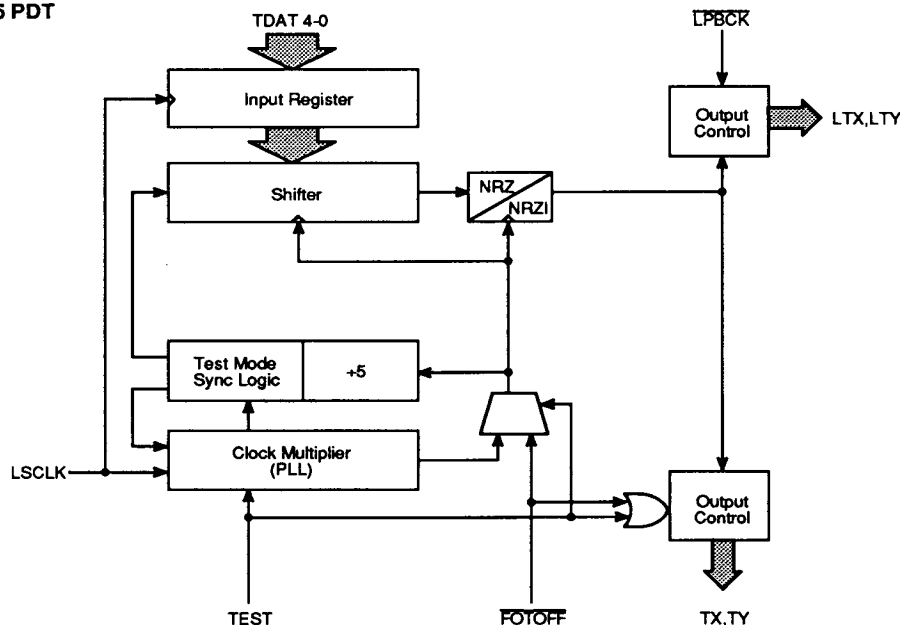 5 PDT
TDAT 4-0
LPBCK
Input Register
Output
Control
LTX,LTY
Shifter
NRZ
NRZI
Test Mode
Sync Logic
÷5
Clock Multiplier
(PLL)
LSCLK
Output
Control
TEST
FOTOFF
TX,TY